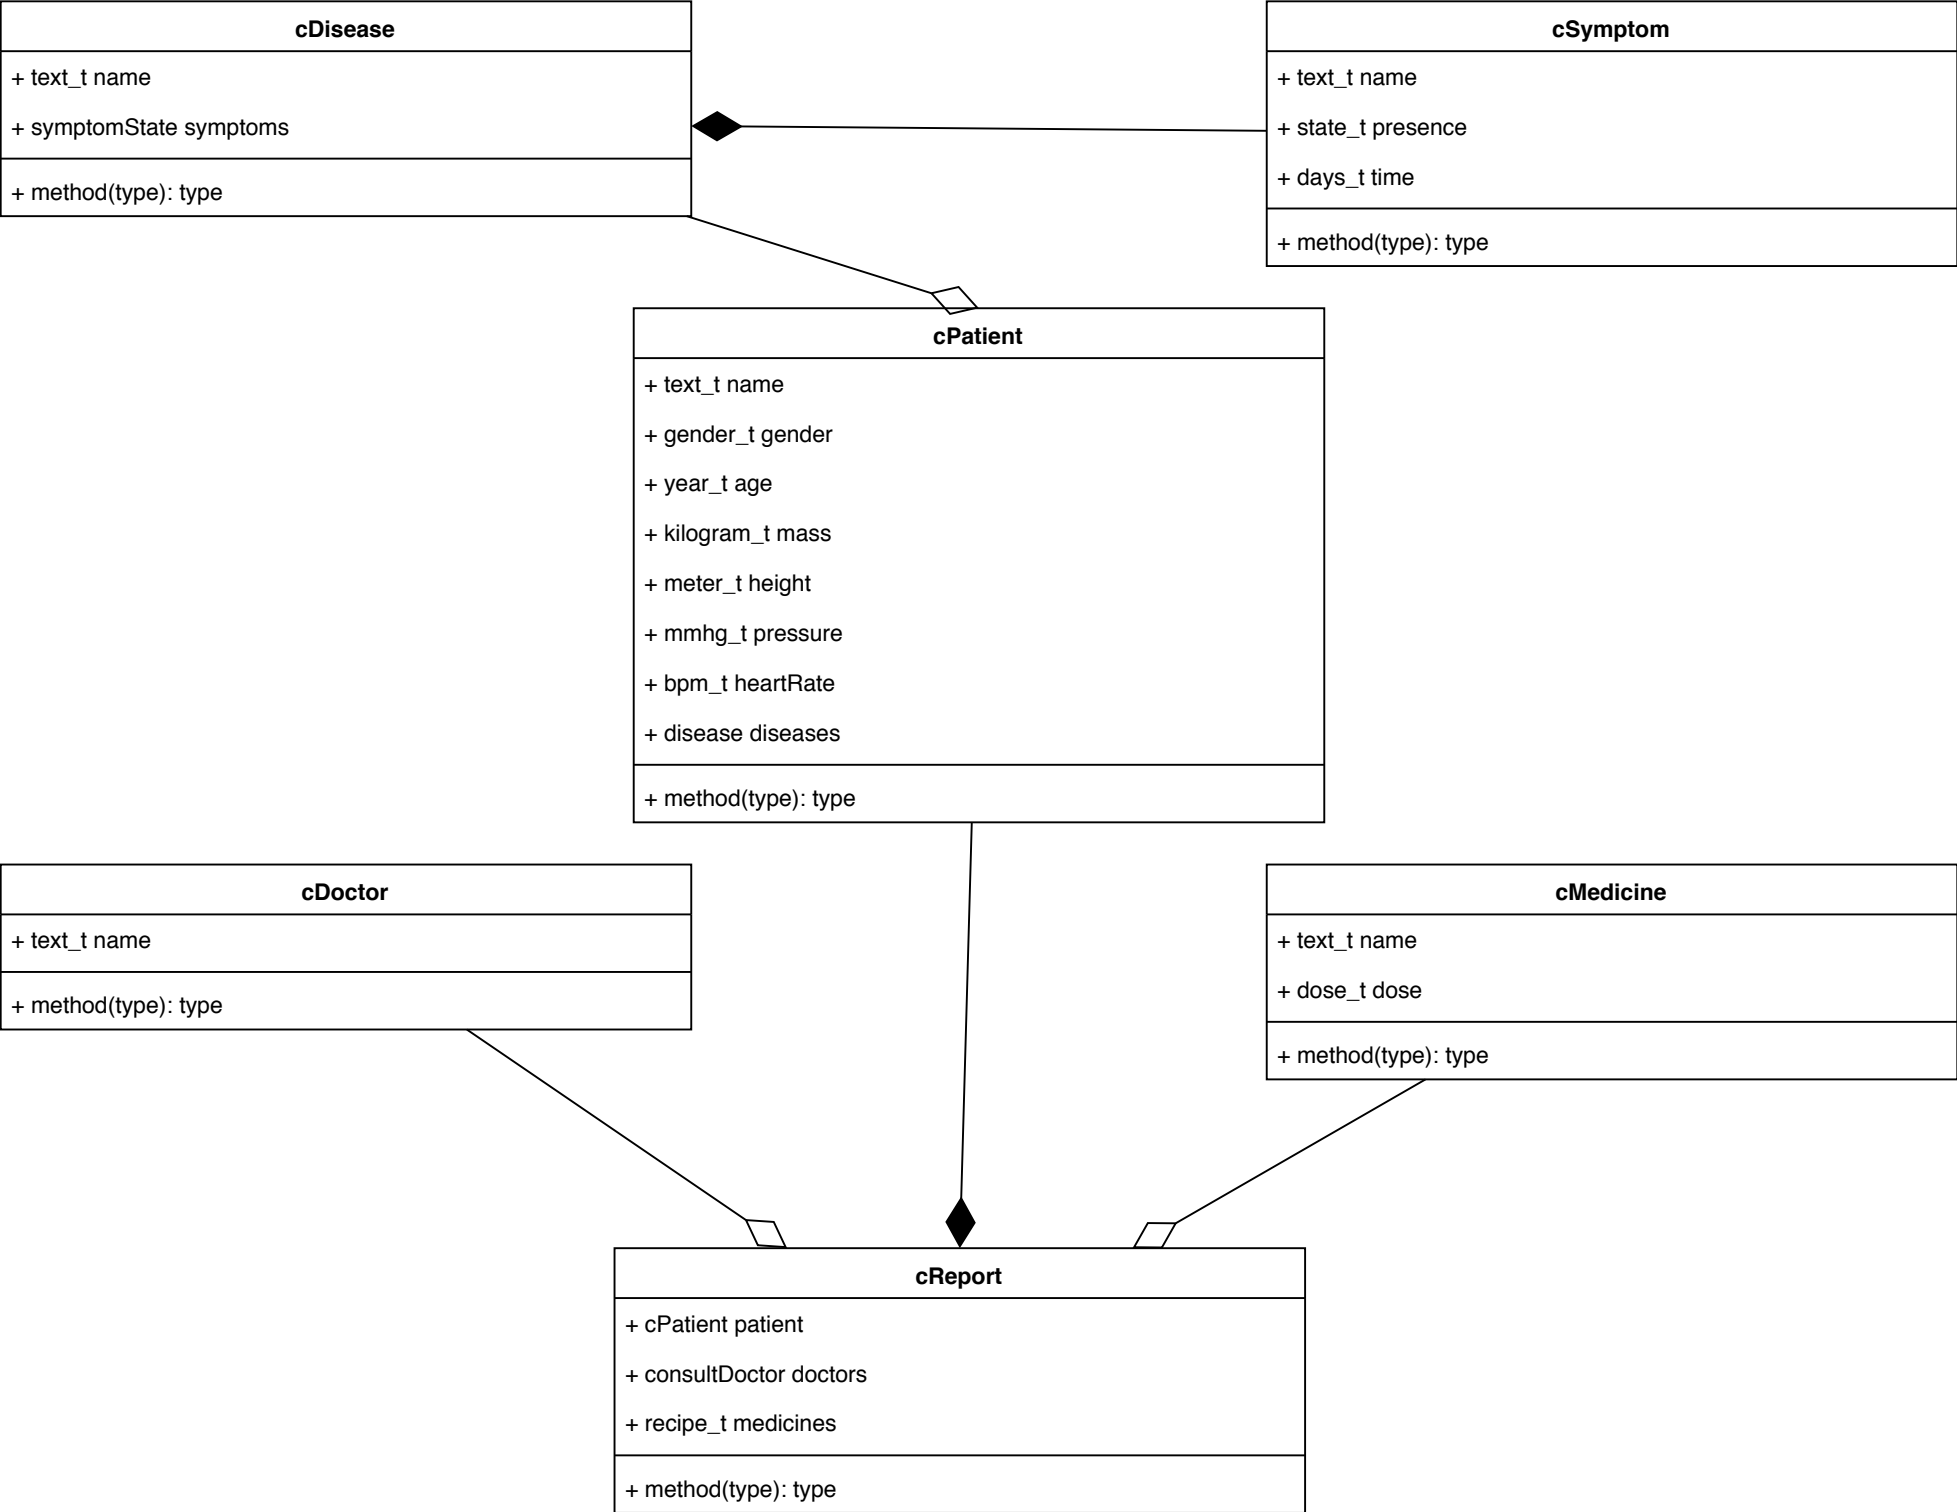 cDisease
+ text_t name
+ symptomState symptoms
+ method(type): type
cSymptom
+ text_t name
+ state_t presence
+ days_t time
+ method(type): type
cPatient
+ text_t name
+ gender_t gender
+ year_t age
+ kilogram_t mass
+ meter_t height
+ mmhg_t pressure
+ bpm_t heartRate
+ disease diseases
+ method(type): type
cDoctor
+ text_t name
+ method(type): type
cMedicine
+ text_t name
+ dose_t dose
+ method(type): type
cReport
+ cPatient patient
+ consultDoctor doctors
+ recipe_t medicines
+ method(type): type